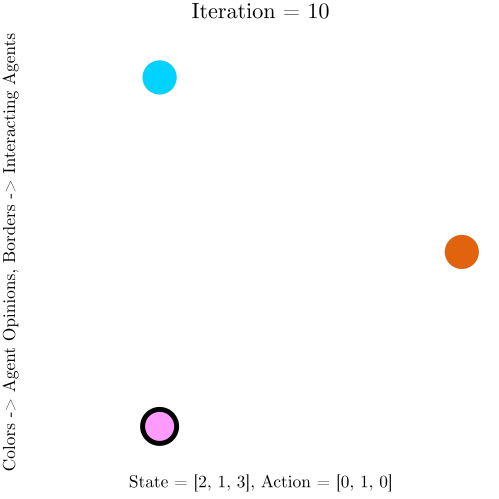 Iteration = 10
Colors -> Agent Opinions, Borders -> Interacting Agents
State = [2, 1, 3], Action = [0, 1, 0]